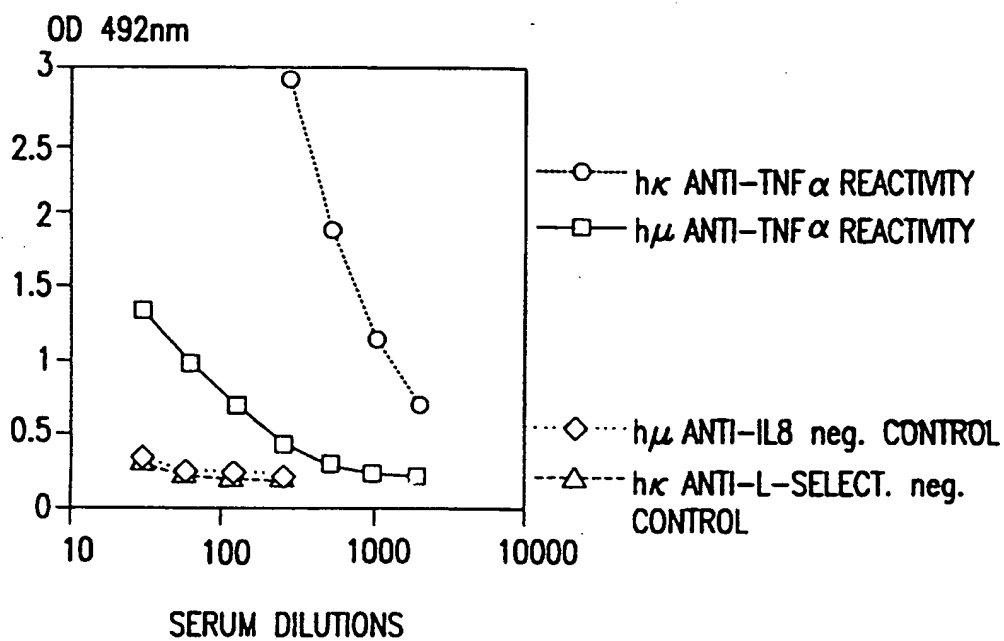 OD 492nm
3
2.5
2
1.5
1
0.5
0
10 100 1000 10000
SERUM DILUTIONS
hκ ANTI-TNFα REACTIVITY
hμ ANTI-TNFα REACTIVITY
hμ ANTI-IL8 neg. CONTROL
hκ ANTI-L-SELECT. neg.
CONTROL